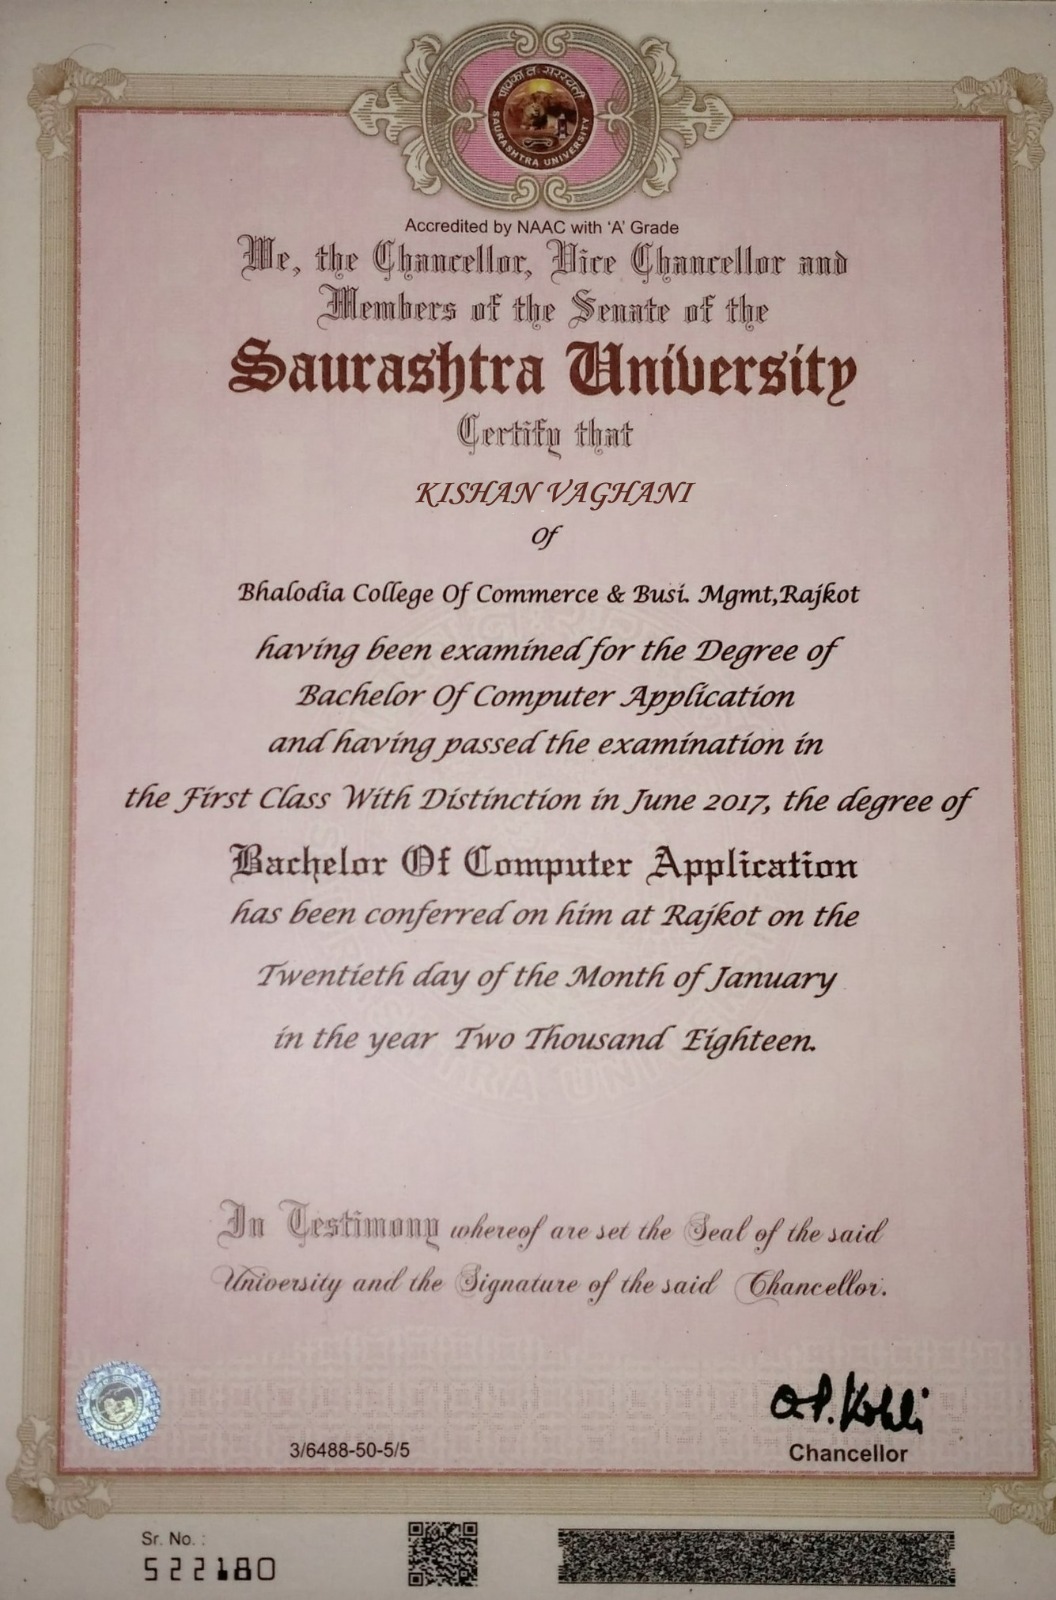 प्राक्का नः सरस्वती
SAURASHTRA UNIVERSITY
Accredited by NAAC with ‘A’ Grade
We, the Chancellor, Vice Chancellor and
Members of the Senate of the
Saurashtra University
Certify that
KISHAN VAGHANI
Of
Bhalodia College Of Commerce & Busi. Mgmt,Rajkot
having been examined for the Degree of
Bachelor Of Computer Application
and having passed the examination in
the First Class With Distinction in June 2017, the degree of
Bachelor Of Computer Application
has been conferred on him at Rajkot on the
Twentieth day of the Month of January
in the year Two Thousand Eighteen.
In Testimony whereof are set the Seal of the said
University and the Signature of the said Chancellor.
O.P. Kohli
3/6488-50-5/5
Chancellor
Sr. No. :
522180